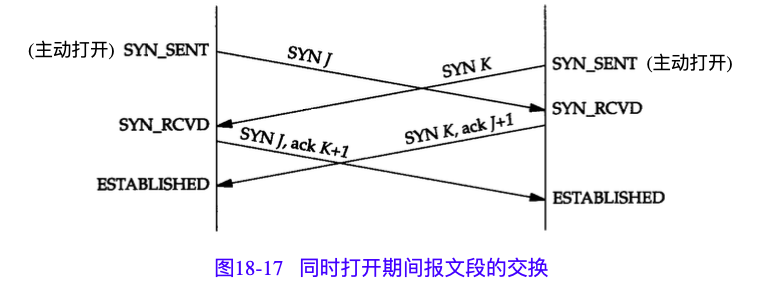 (主动打开) SYN_SENT
SYN J
SYN K
SYN_SENT (主动打开)
SYN_RCVD
SYN_RCVD
SYN J, ack K+1
SYN K, ack J+1
ESTABLISHED
ESTABLISHED
图18-17 同时打开期间报文段的交换